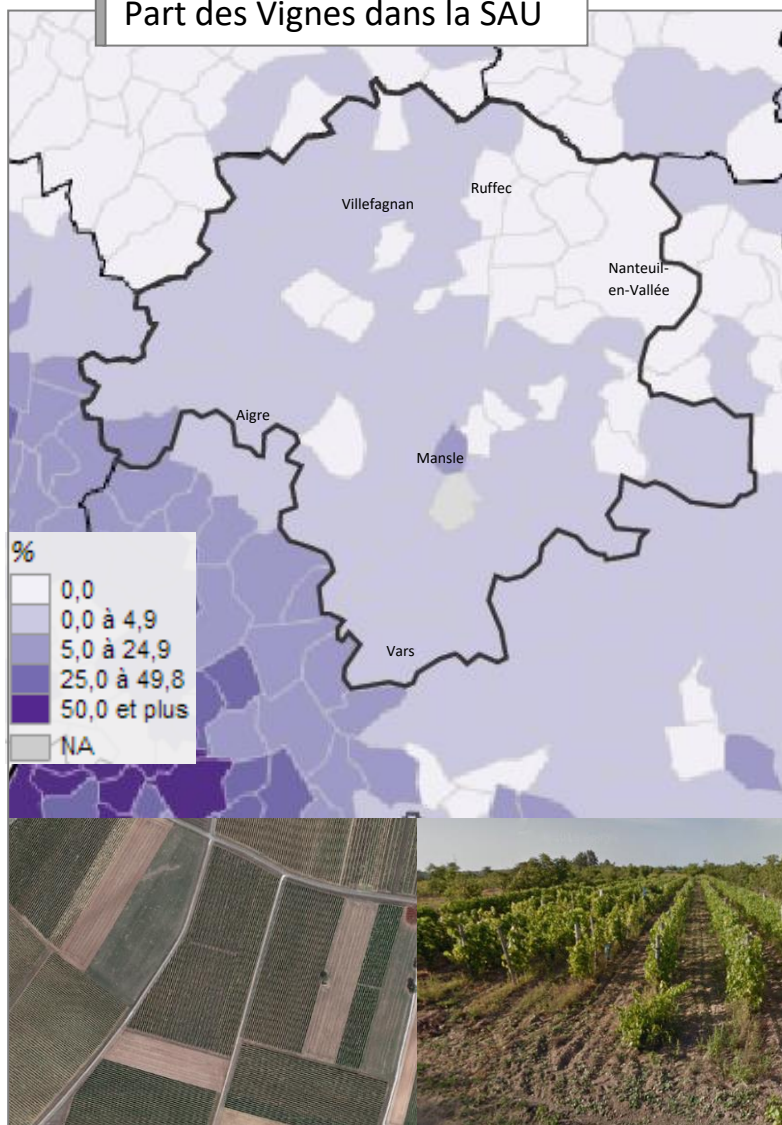 Part des Vignes dans la SAU
Ruffec
Villefagnan
Nanteuil-
en-Vallée
Aigre
Mansle
%
0,0
0,0 à 4,9
5,0 à 24,9
25,0 à 49,8
50,0 et plus
NA
Vars